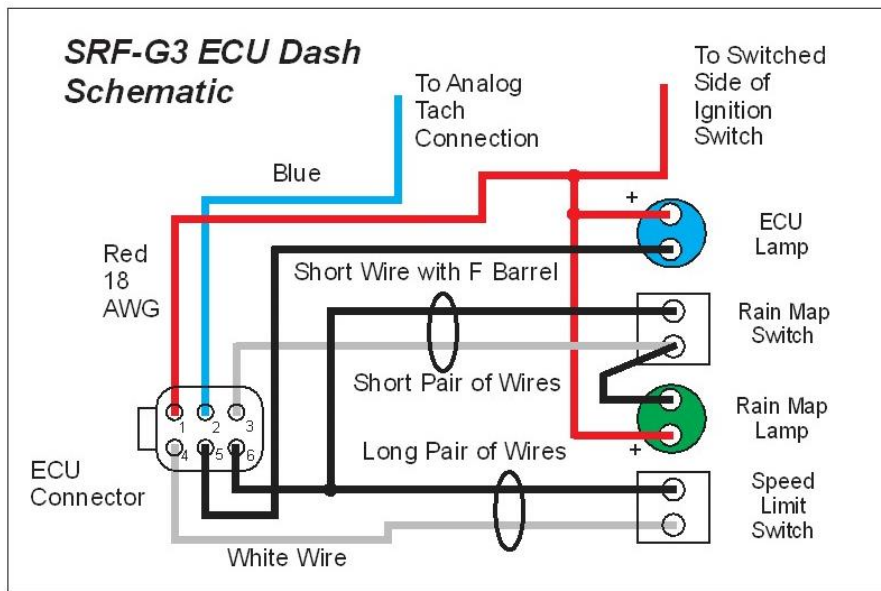 SRF-G3 ECU Dash
Schematic
To Analog
Tach
Connection
To Switched
Side of
Ignition
Switch
Blue
+
ECU
Lamp
Red
18
AWG
Short Wire with F Barrel
Rain Map
Switch
Short Pair of Wires
Rain Map
Lamp
+
1
2
3
4
5
6
Long Pair of Wires
ECU
Connector
Speed
Limit
Switch
White Wire